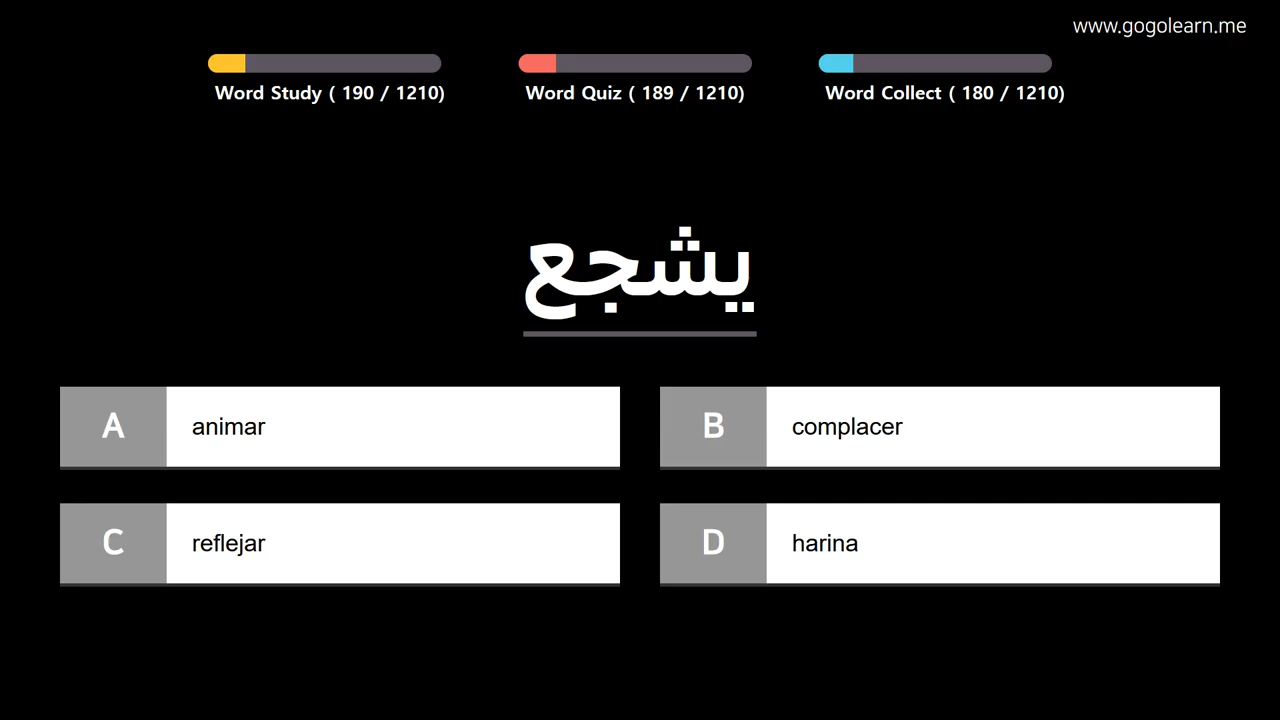 www.gogolearn.me
Word Study ( 190 / 1210)
Word Quiz ( 189 / 1210)
Word Collect ( 180 / 1210)
يشجع
A animar
B complacer
C reflejar
D harina